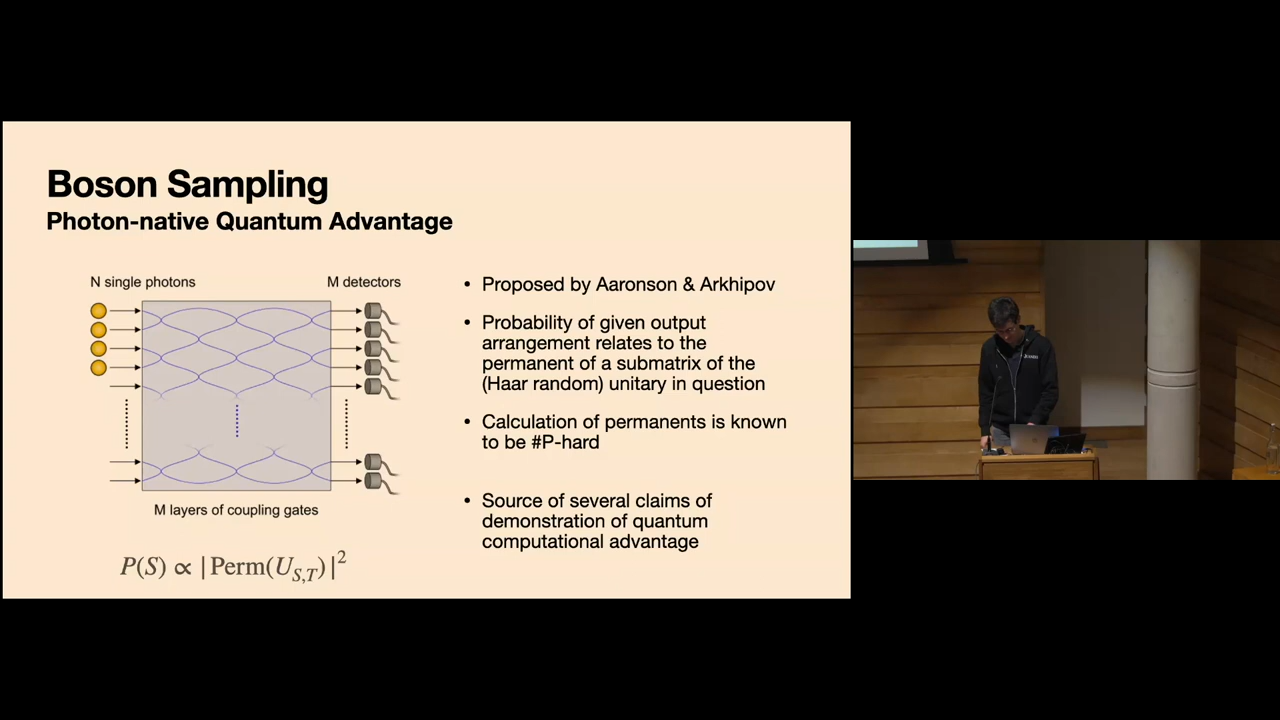 Boson Sampling
Photon-native Quantum Advantage
N single photons
M detectors
M layers of coupling gates
P(S) ∝ |Perm(U_{S,T})|^2
• Proposed by Aaronson & Arkhipov
• Probability of given output
arrangement relates to the
permanent of a submatrix of the
(Haar random) unitary in question
• Calculation of permanents is known
to be #P-hard
• Source of several claims of
demonstration of quantum
computational advantage